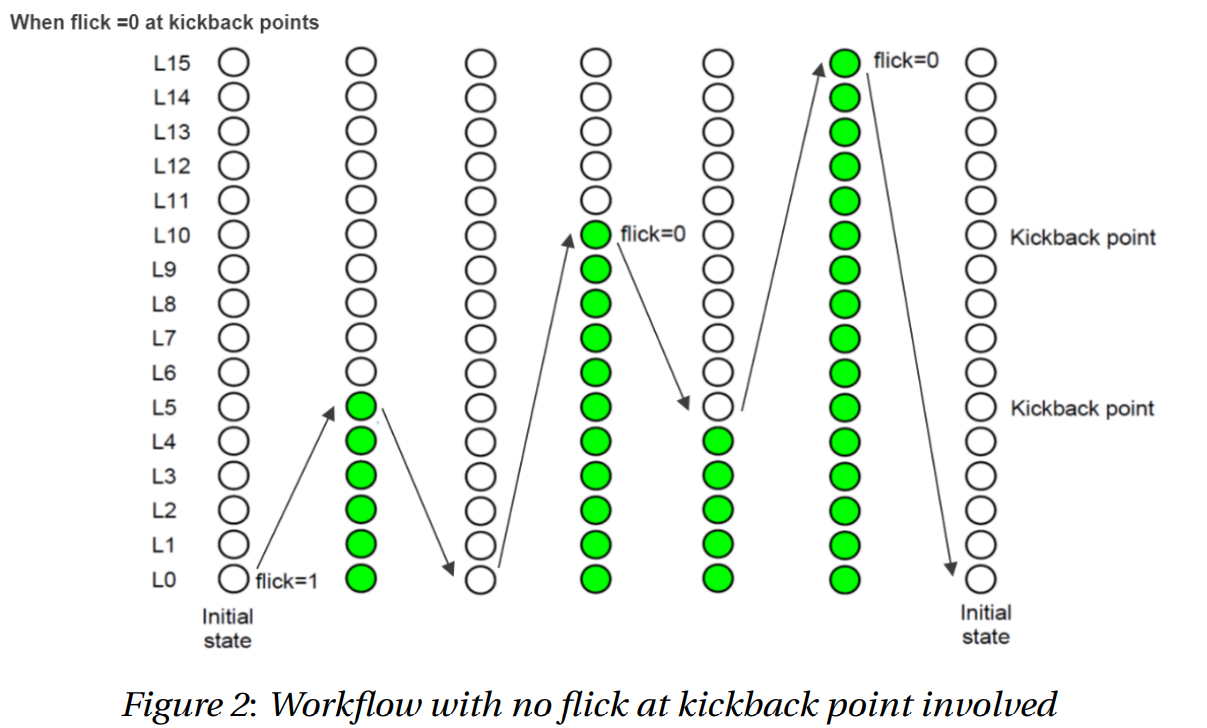 When flick =0 at kickback points
L15
flick=0
L14
L13
L12
L11
L10
flick=0
Kickback point
L9
L8
L7
L6
L5
Kickback point
L4
L3
L2
L1
L0
flick=1
Initial
state
Initial
state
Figure 2: Workflow with no flick at kickback point involved